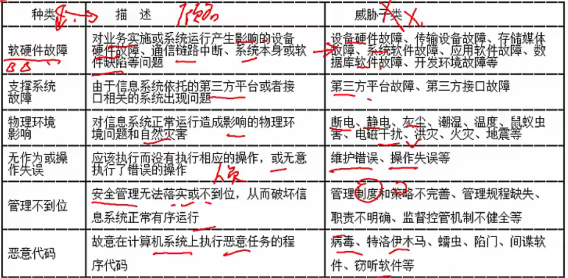 种类
描 述
威胁子类
软硬件故障
对业务实施或系统运行产生影响的设备
硬件故障、通信链路中断、系统本身或软
件缺陷等问题
设备硬件故障、传输设备故障、存储媒体
故障、系统软件故障、应用软件故障、数
据库软件故障、开发环境故障等
支撑系统
故障
由于信息系统依托的第三方平台或者接
口相关的系统出现问题
第三方平台故障、第三方接口故障
物理环境
影响
对信息系统正常运行造成影响的物理环
境问题和自然灾害
断电、静电、灰尘、潮湿、温度、鼠蚁虫
害、电磁干扰、洪灾、火灾、地震等
无作为或操
作失误
应该执行而没有执行相应的操作，或无意
执行了错误的操作
维护错误、操作失误等
人员
管理不到位
安全管理无法落实或不到位，从而破坏信
息系统正常有序运行
管理制度和策略不完善、管理规程缺失、
职责不明确、监督控管机制不健全等
恶意代码
故意在计算机系统上执行恶意任务的程
序代码
病毒、特洛伊木马、蠕虫、陷门、间谍软
件、窃听软件等